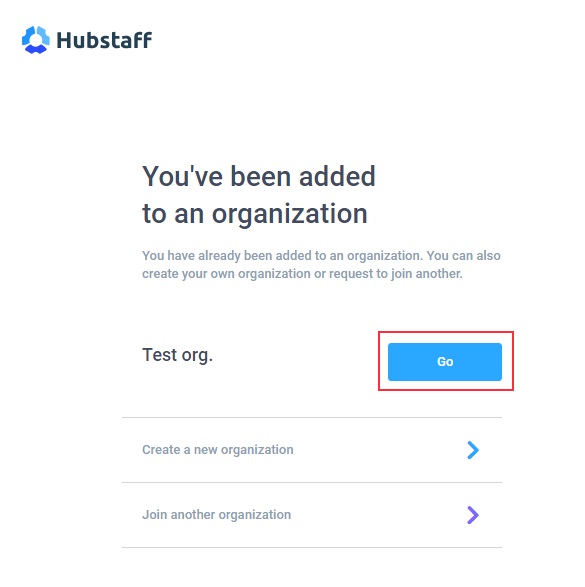 Hubstaff
You've been added
to an organization
You have already been added to an organization. You can also
create your own organization or request to join another.
Test org.
Go
Create a new organization
Join another organization